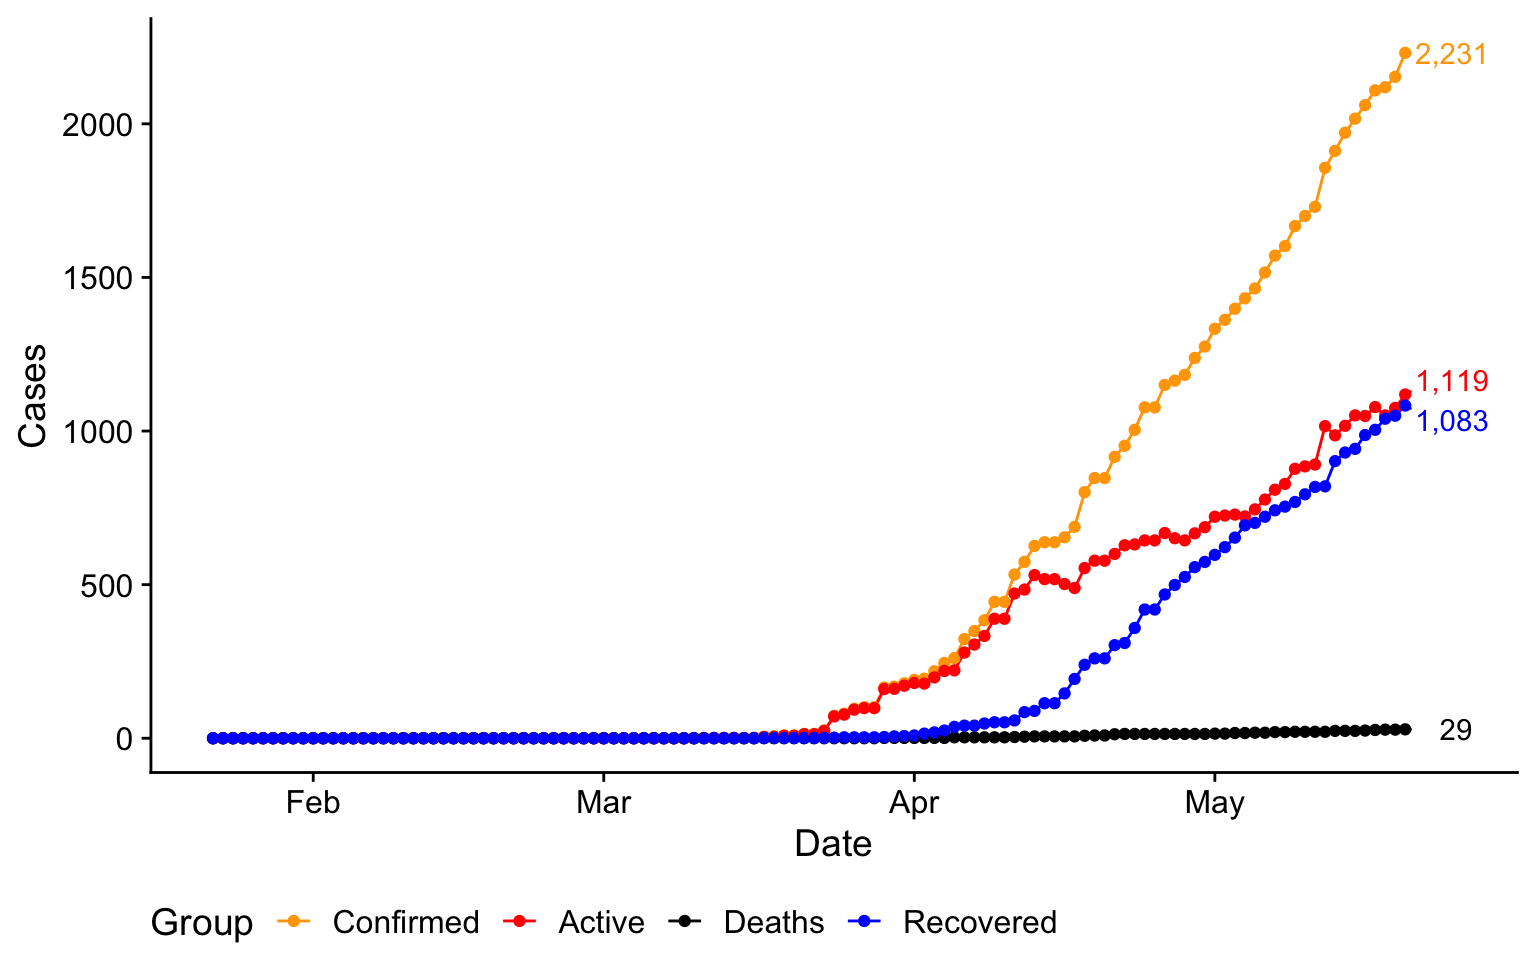 2,231
2000
1500
1,119
1000
1,083
500
29
0
Cases
Feb Mar Apr May
Date
Group Confirmed Active Deaths Recovered